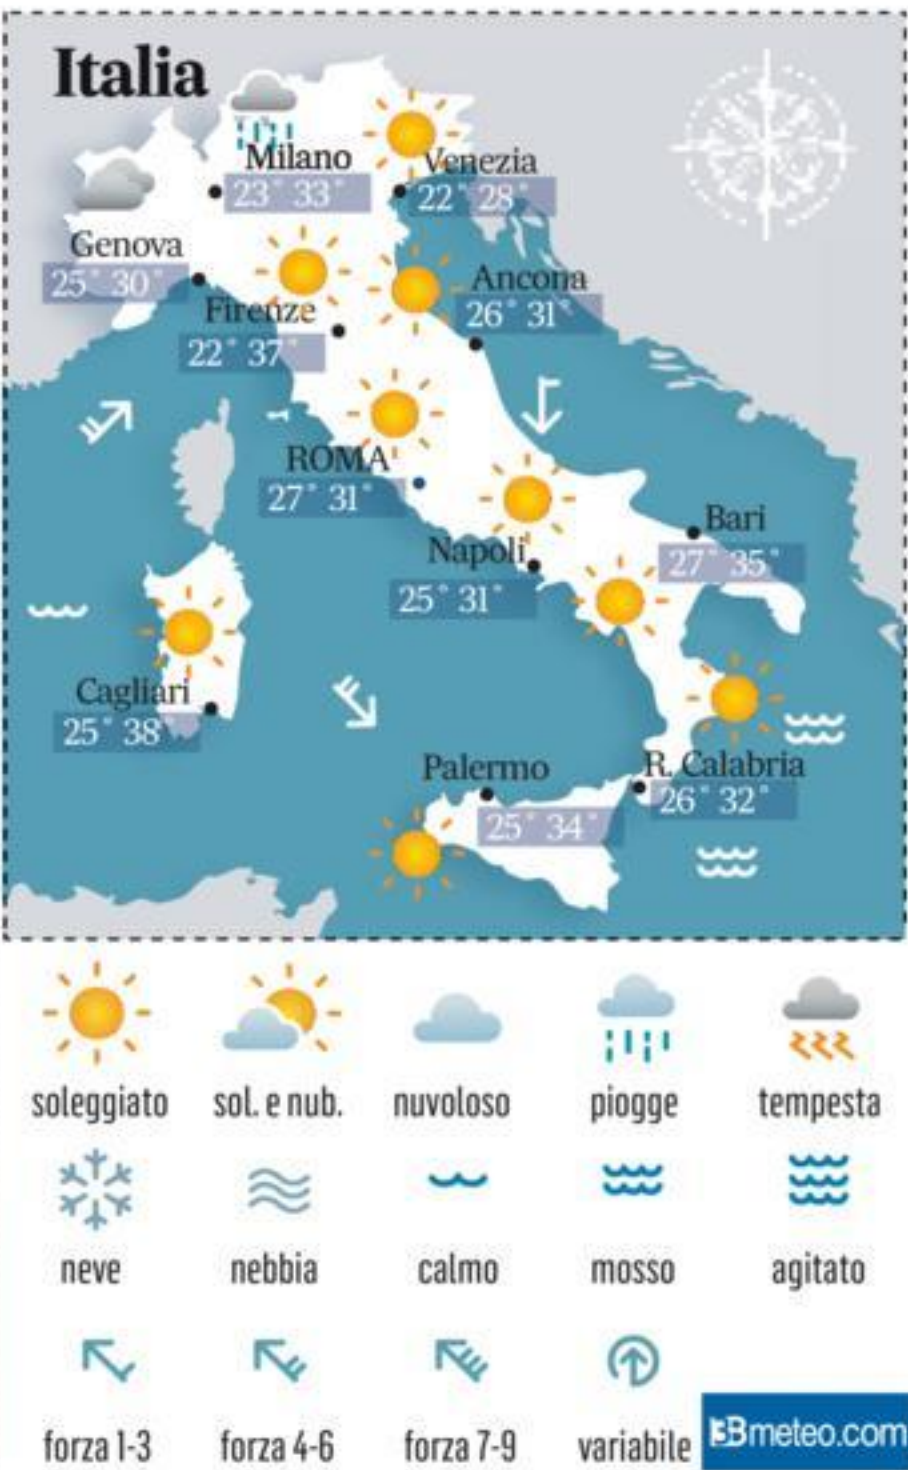 Italia
Milano
23° 33°
Venezia
22° 28°
Genova
25° 30°
Firenze
22° 37°
Ancona
26° 31°
ROMA
27° 31°
Bari
27° 35°
Napoli
25° 31°
Cagliari
25° 38°
Palermo
25° 34°
R. Calabria
26° 32°
soleggiato
sol. e nub.
nuvoloso
piogge
tempesta
neve
nebbia
calmo
mosso
agitato
forza 1-3
forza 4-6
forza 7-9
variabile
3Bmeteo.com